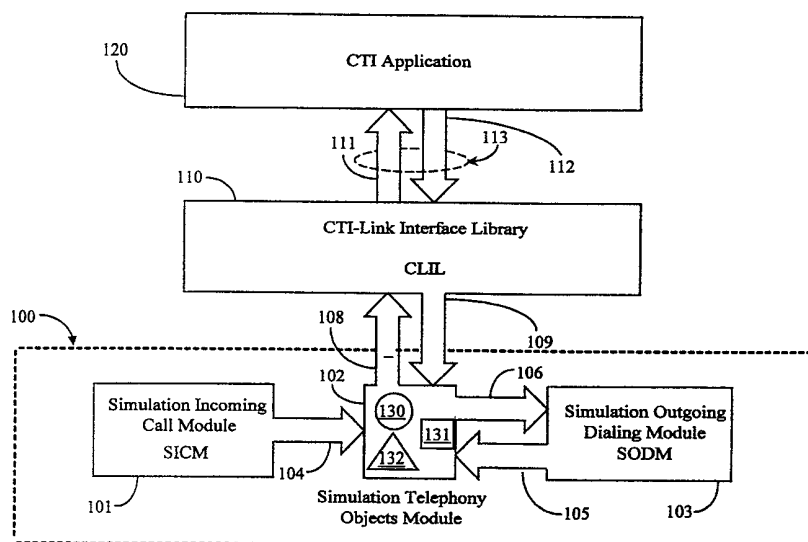 120
CTI Application
111
113
112
110
CTI-Link Interface Library
CLIL
100
108
109
102
106
Simulation Incoming
Call Module
SICM
130
131
132
Simulation Outgoing
Dialing Module
SODM
104
101
Simulation Telephony
Objects Module
105
103